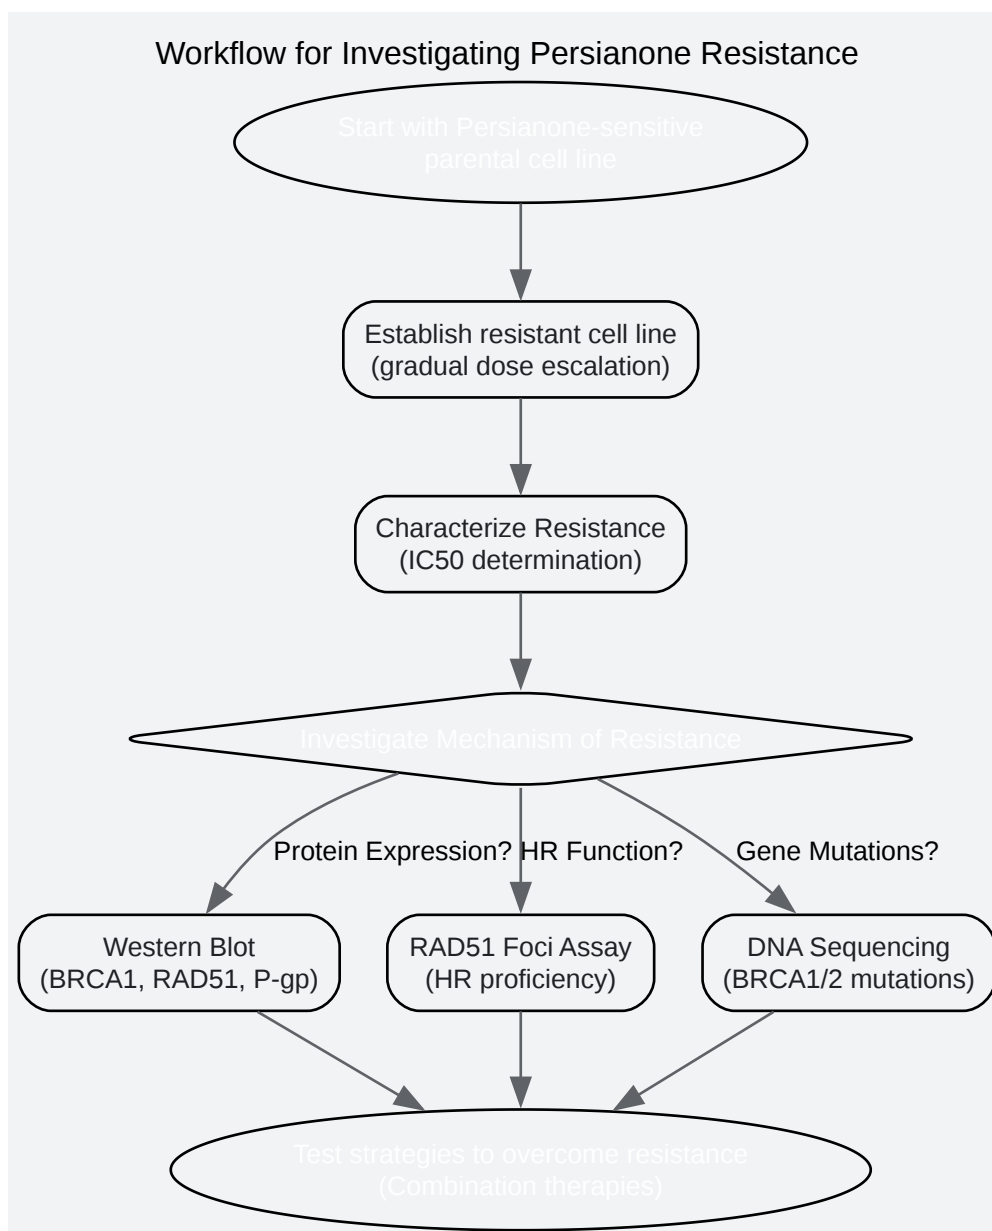 Workflow for Investigating Persianone Resistance
Start with Persianone-sensitive
parental cell line
Establish resistant cell line
(gradual dose escalation)
Characterize Resistance
(IC50 determination)
Investigate Mechanism of Resistance
Protein Expression?
HR Function?
Gene Mutations?
Western Blot
(BRCA1, RAD51, P-gp)
RAD51 Foci Assay
(HR proficiency)
DNA Sequencing
(BRCA1/2 mutations)
Test strategies to overcome resistance
(Combination therapies)